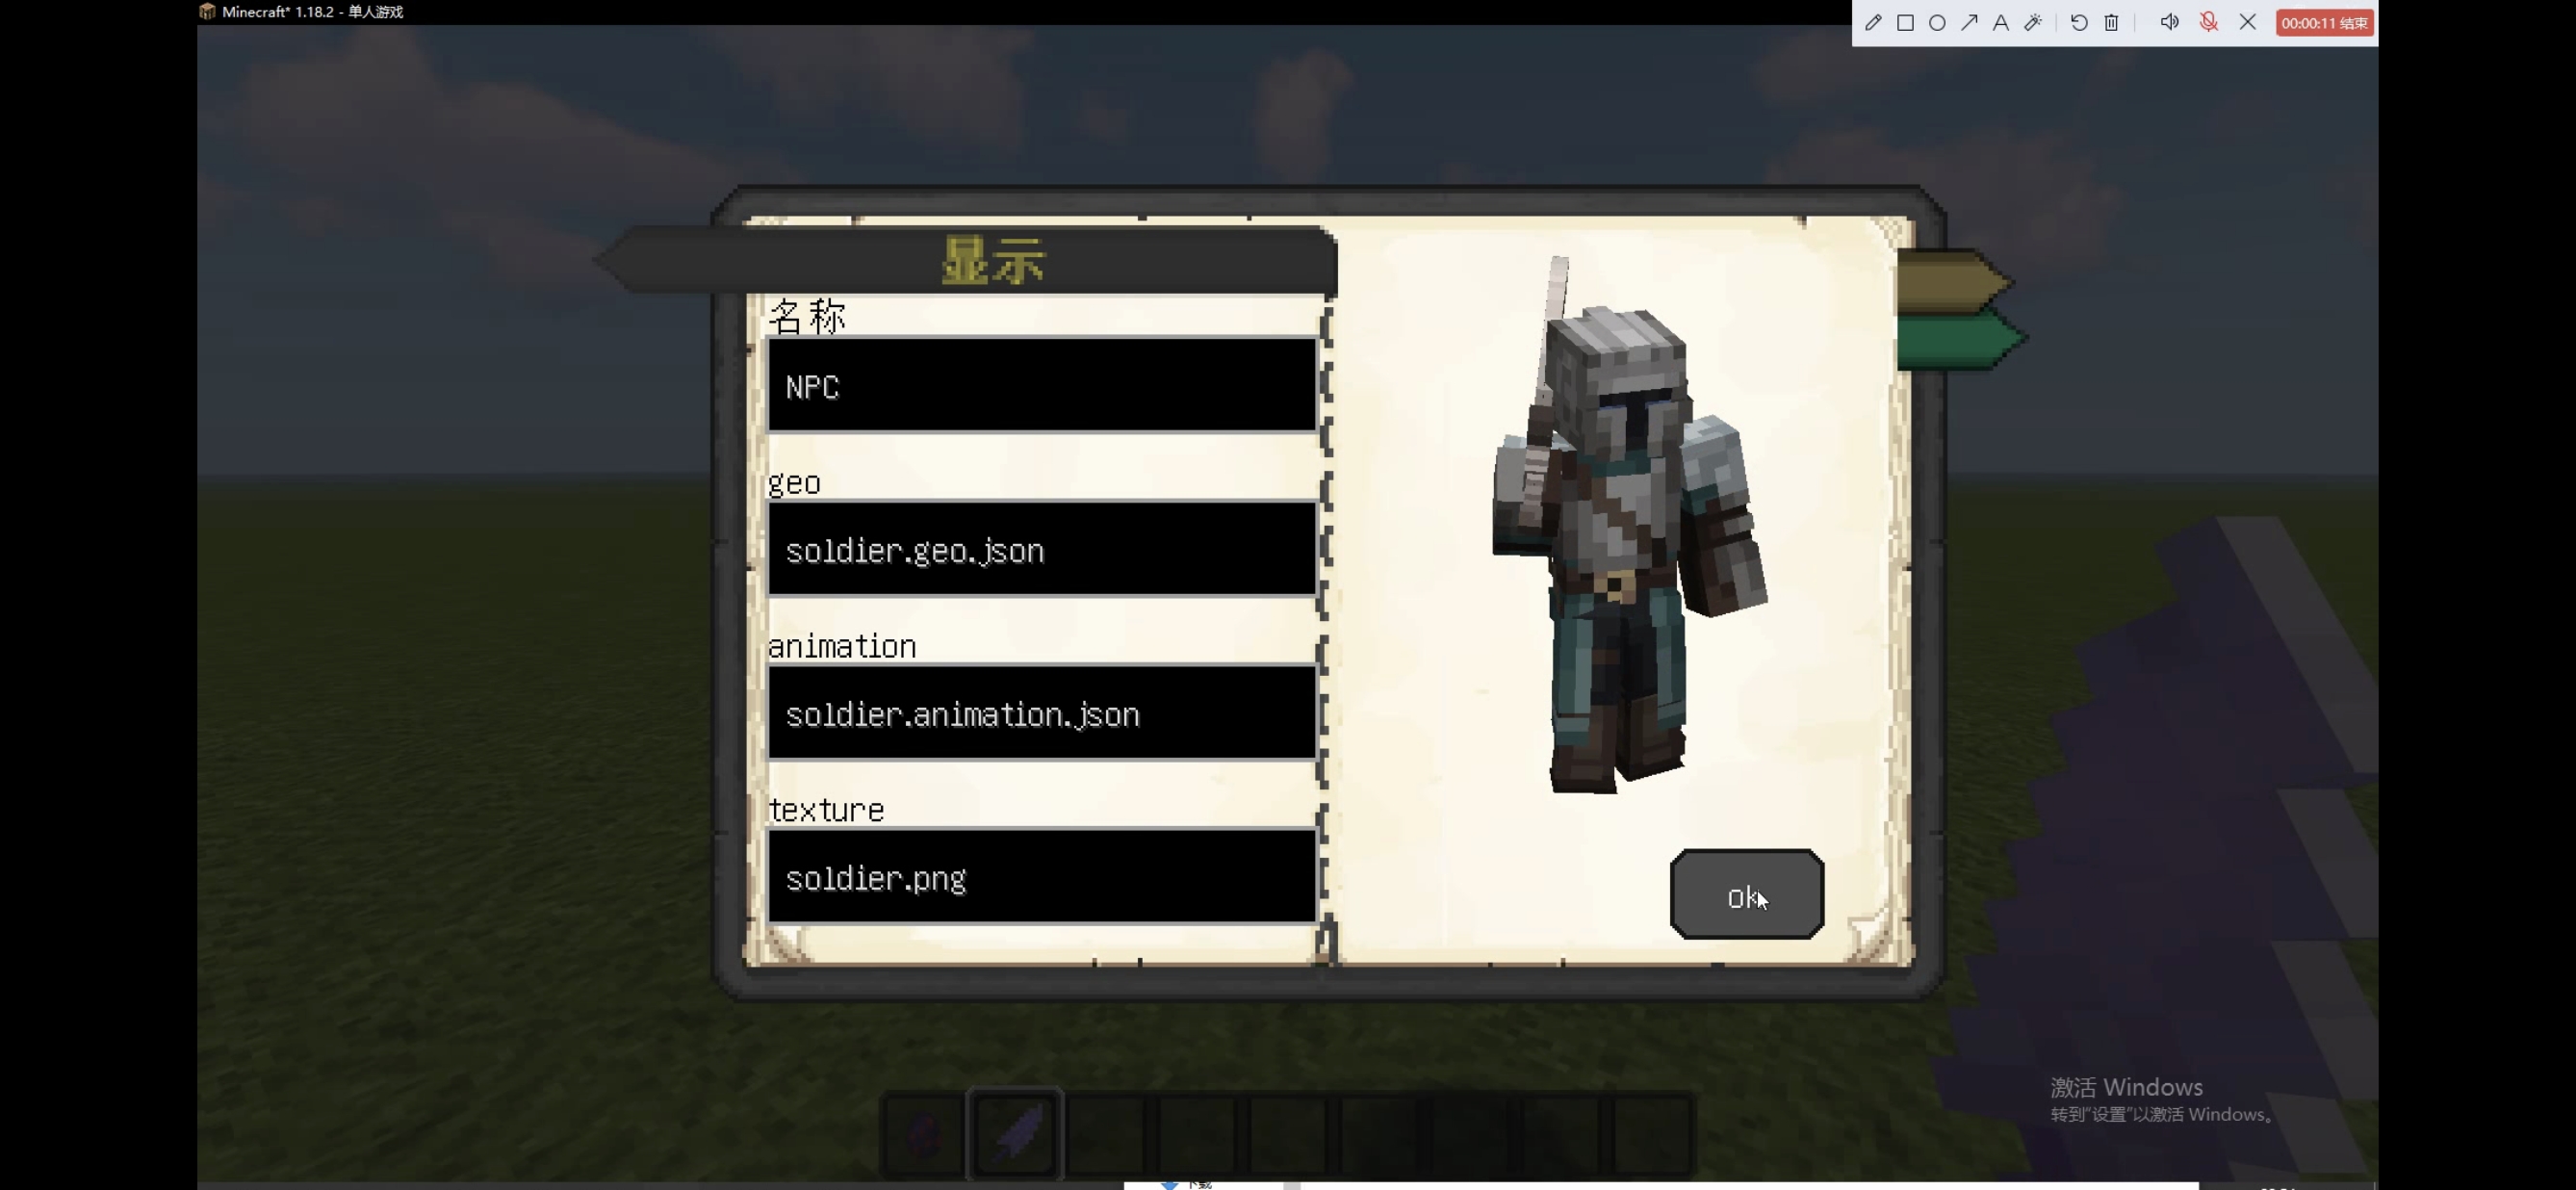 Minecraft* 1.18.2 - 单人游戏
00:00:11 结束
显示
名称
NPC
geo
soldier.geo.json
animation
soldier.animation.json
texture
soldier.png
ok
激活 Windows
转到"设置"以激活 Windows。
下载